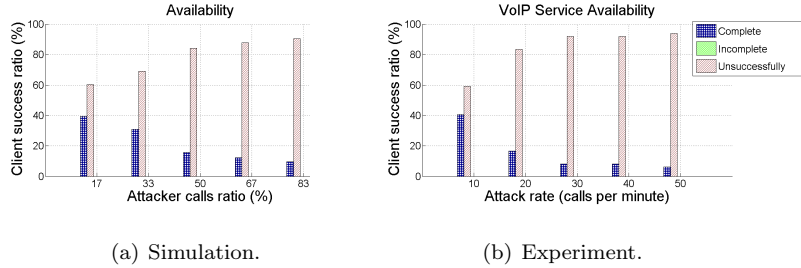 Availability
100
80
60
40
20
0
Client success ratio (%)
17 33 50 67 83
Attacker calls ratio (%)
(a) Simulation.
VoIP Service Availability
100
80
60
40
20
0
Client success ratio (%)
10 20 30 40 50
Attack rate (calls per minute)
Complete
Incomplete
Unsuccessfully
(b) Experiment.